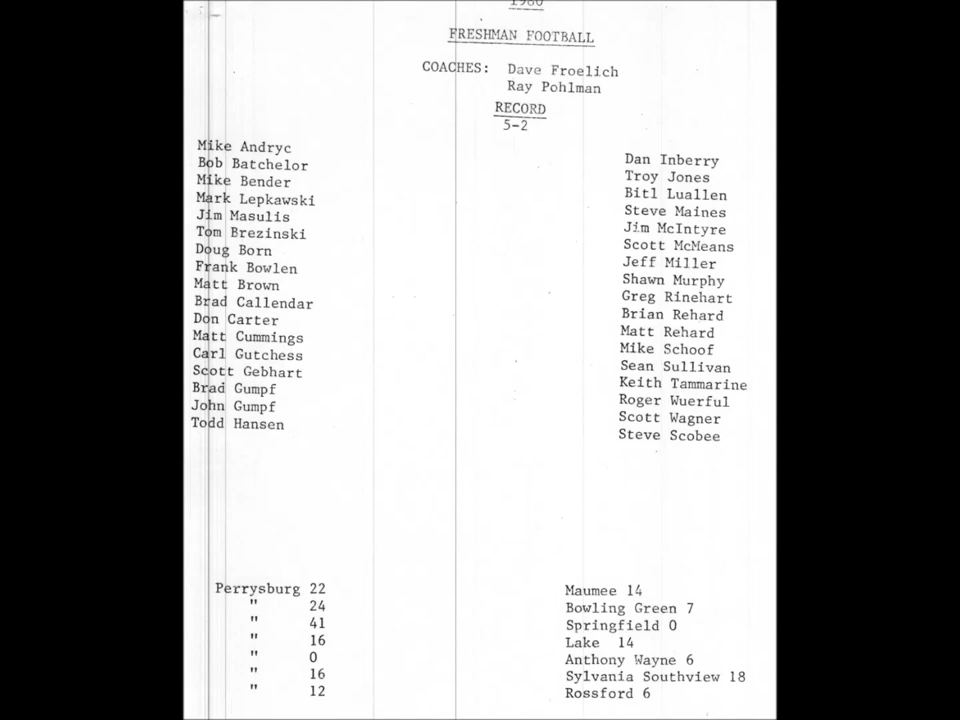 1980
FRESHMAN FOOTBALL
COACHES: Dave Froelich
Ray Pohlman
RECORD
5-2
Mike Andryc
Bob Batchelor
Mike Bender
Mark Lepkawski
Jim Masulis
Tom Brezinski
Doug Born
Frank Bowlen
Matt Brown
Brad Callendar
Don Carter
Matt Cummings
Carl Gutchess
Scott Gebhart
Brad Gumpf
John Gumpf
Todd Hansen
Dan Inberry
Troy Jones
Bitl Luallen
Steve Maines
Jim McIntyre
Scott McMeans
Jeff Miller
Shawn Murphy
Greg Rinehart
Brian Rehard
Matt Rehard
Mike Schoof
Sean Sullivan
Keith Tammarine
Roger Wuerful
Scott Wagner
Steve Scobee
Perrysburg 22 Maumee 14
" 24 Bowling Green 7
" 41 Springfield 0
" 16 Lake 14
" 0 Anthony Wayne 6
" 16 Sylvania Southview 18
" 12 Rossford 6